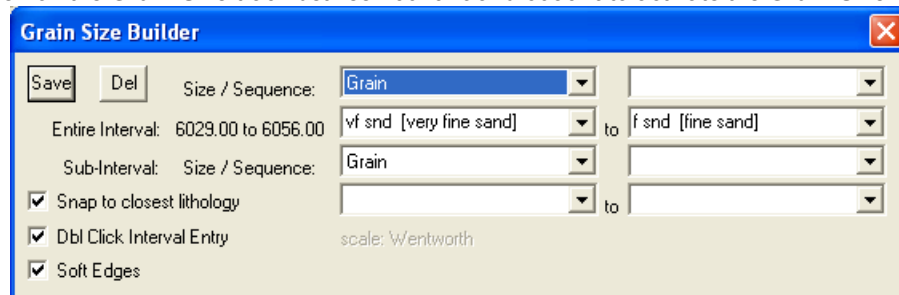 Grain Size Builder
Save Del Size / Sequence: Grain
Entire Interval: 6029.00 to 6056.00 vf snd [very fine sand] to f snd [fine sand]
Sub-Interval: Size / Sequence: Grain
Snap to closest lithology to
Dbl Click Interval Entry scale: Wentworth
Soft Edges